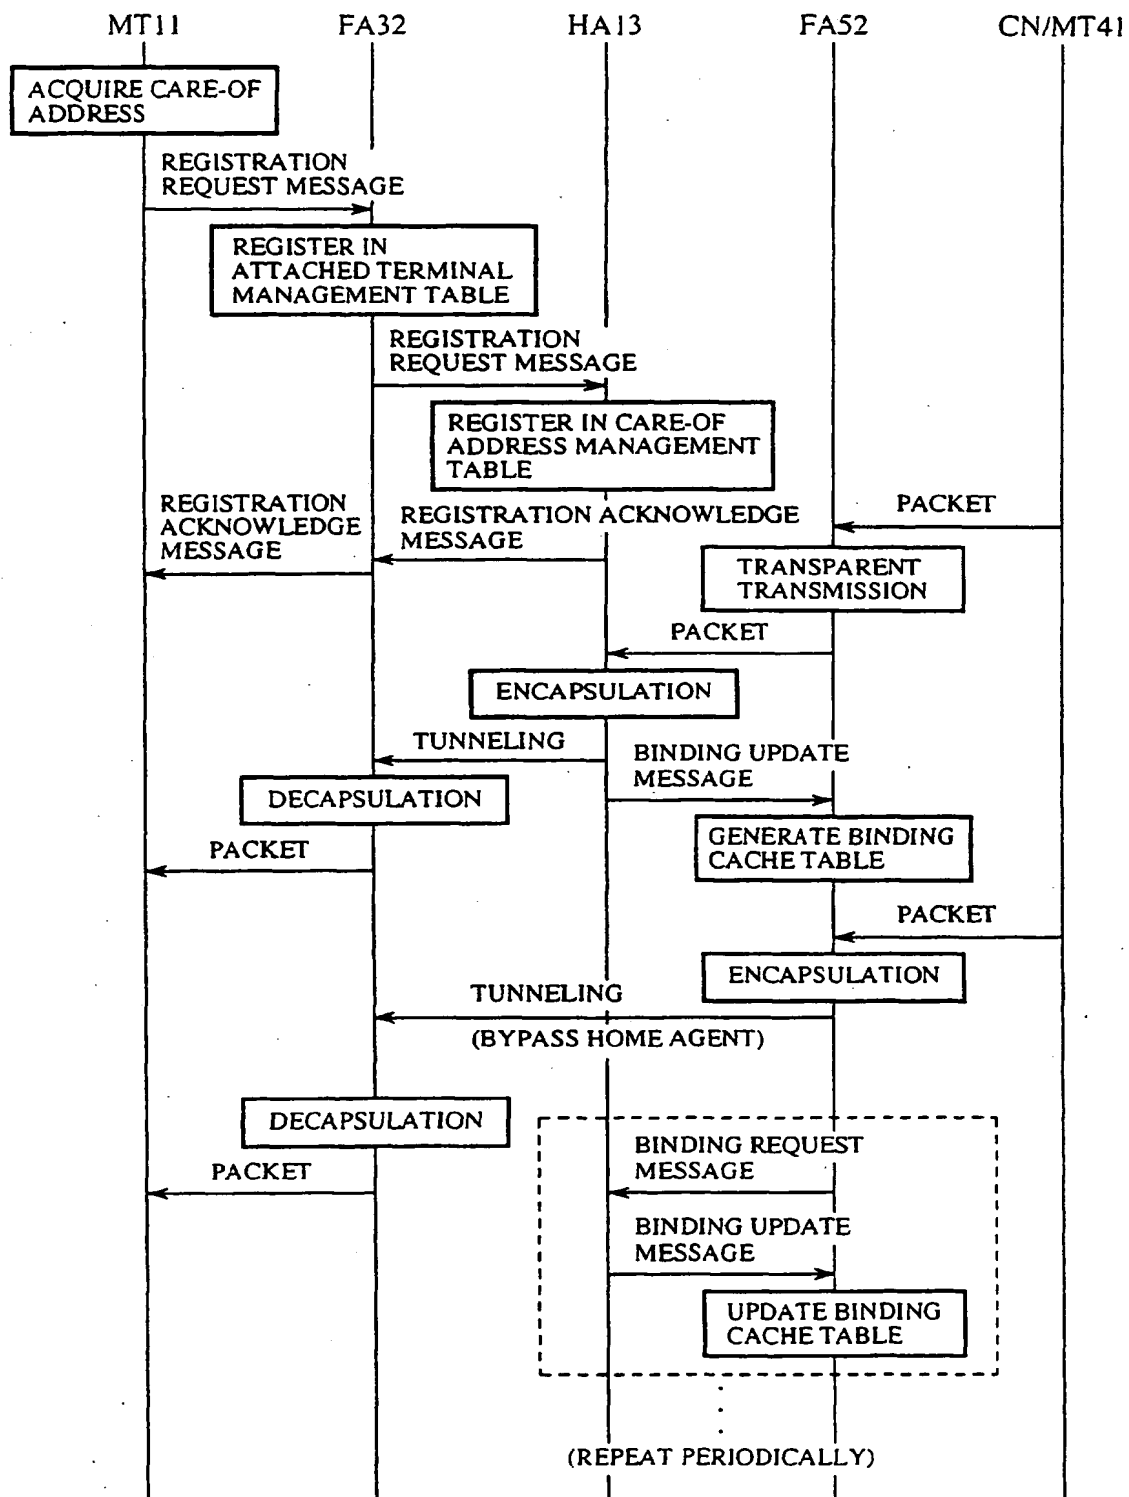 MT11 FA32 HA13 FA52 CN/MT41
ACQUIRE CARE-OF
ADDRESS
REGISTRATION
REQUEST MESSAGE
REGISTER IN
ATTACHED TERMINAL
MANAGEMENT TABLE
REGISTRATION
REQUEST MESSAGE
REGISTER IN CARE-OF
ADDRESS MANAGEMENT
TABLE
REGISTRATION
ACKNOWLEDGE
MESSAGE
REGISTRATION ACKNOWLEDGE
MESSAGE
PACKET
TRANSPARENT
TRANSMISSION
PACKET
ENCAPSULATION
TUNNELING
BINDING UPDATE
MESSAGE
DECAPSULATION
GENERATE BINDING
CACHE TABLE
PACKET
PACKET
ENCAPSULATION
TUNNELING
(BYPASS HOME AGENT)
DECAPSULATION
BINDING REQUEST
MESSAGE
PACKET
BINDING UPDATE
MESSAGE
UPDATE BINDING
CACHE TABLE
(REPEAT PERIODICALLY)